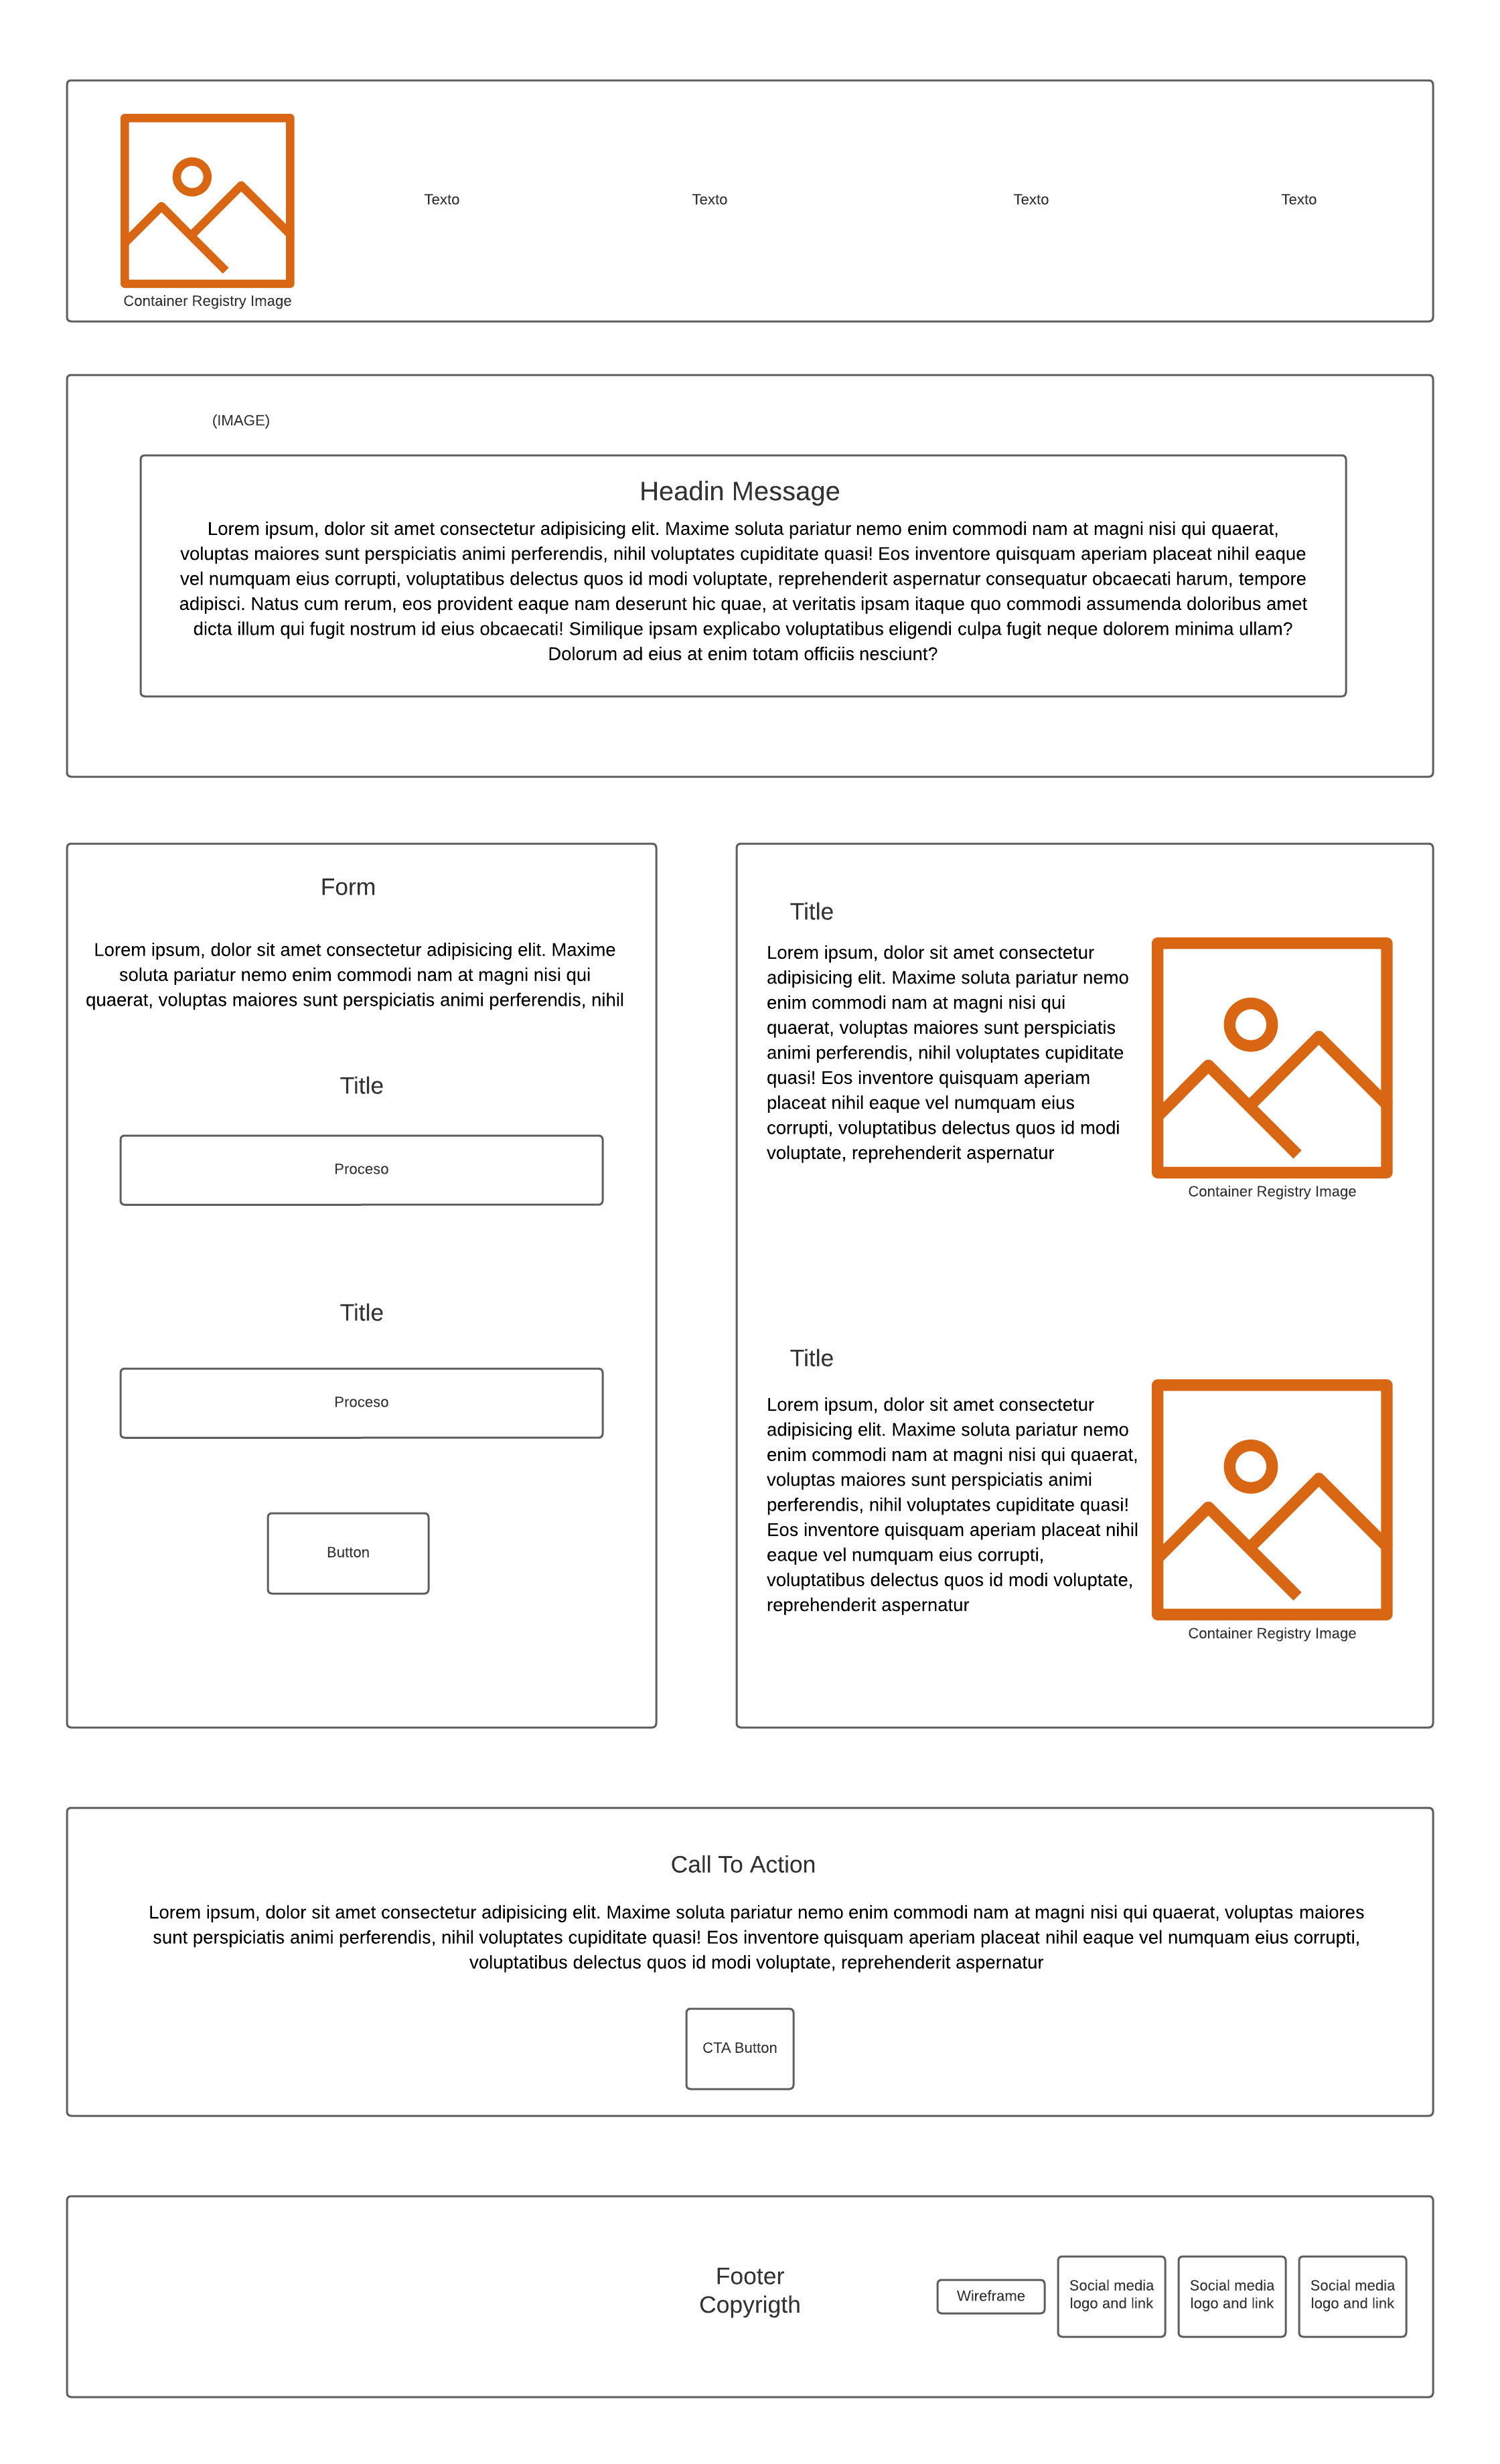 Texto
Texto
Texto
Texto
Container Registry Image
(IMAGE)
Headin Message
Lorem ipsum, dolor sit amet consectetur adipisicing elit. Maxime soluta pariatur nemo enim commodi nam at magni nisi qui quaerat,
voluptas maiores sunt perspiciatis animi perferendis, nihil voluptates cupiditate quasi! Eos inventore quisquam aperiam placeat nihil eaque
vel numquam eius corrupti, voluptatibus delectus quos id modi voluptate, reprehenderit aspernatur consequatur obcaecati harum, tempore
adipisci. Natus cum rerum, eos provident eaque nam deserunt hic quae, at veritatis ipsam itaque quo commodi assumenda doloribus amet
dicta illum qui fugit nostrum id eius obcaecati! Similique ipsam explicabo voluptatibus eligendi culpa fugit neque dolorem minima ullam?
Dolorum ad eius at enim totam officiis nesciunt?
Form
Lorem ipsum, dolor sit amet consectetur adipisicing elit. Maxime
soluta pariatur nemo enim commodi nam at magni nisi qui
quaerat, voluptas maiores sunt perspiciatis animi perferendis, nihil
Title
Proceso
Title
Proceso
Button
Title
Lorem ipsum, dolor sit amet consectetur
adipisicing elit. Maxime soluta pariatur nemo
enim commodi nam at magni nisi qui
quaerat, voluptas maiores sunt perspiciatis
animi perferendis, nihil voluptates cupiditate
quasi! Eos inventore quisquam aperiam
placeat nihil eaque vel numquam eius
corrupti, voluptatibus delectus quos id modi
voluptate, reprehenderit aspernatur
Container Registry Image
Title
Lorem ipsum, dolor sit amet consectetur
adipisicing elit. Maxime soluta pariatur nemo
enim commodi nam at magni nisi qui quaerat,
voluptas maiores sunt perspiciatis animi
perferendis, nihil voluptates cupiditate quasi!
Eos inventore quisquam aperiam placeat nihil
eaque vel numquam eius corrupti,
voluptatibus delectus quos id modi voluptate,
reprehenderit aspernatur
Container Registry Image
Call To Action
Lorem ipsum, dolor sit amet consectetur adipisicing elit. Maxime soluta pariatur nemo enim commodi nam at magni nisi qui quaerat, voluptas maiores
sunt perspiciatis animi perferendis, nihil voluptates cupiditate quasi! Eos inventore quisquam aperiam placeat nihil eaque vel numquam eius corrupti,
voluptatibus delectus quos id modi voluptate, reprehenderit aspernatur
CTA Button
Footer
Copyrigth
Wireframe
Social media
logo and link
Social media
logo and link
Social media
logo and link